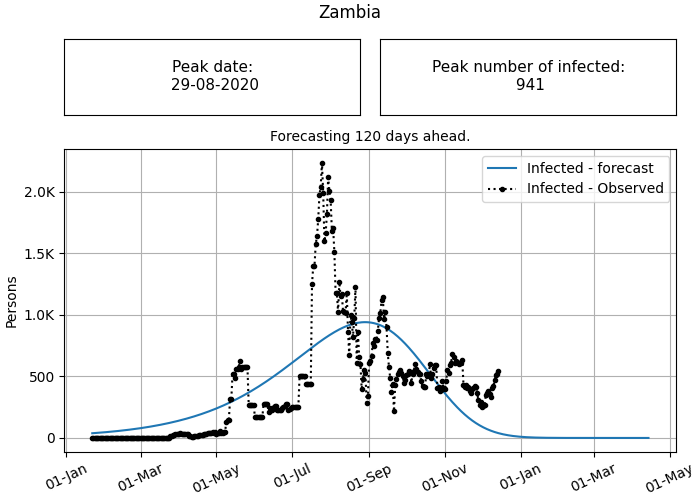 Zambia
Peak date:
29-08-2020
Peak number of infected:
941
Forecasting 120 days ahead.
Infected - forecast
Infected - Observed
Persons
2.0K
1.5K
1.0K
500
0
01-Jan
01-Mar
01-May
01-Jul
01-Sep
01-Nov
01-Jan
01-Mar
01-May